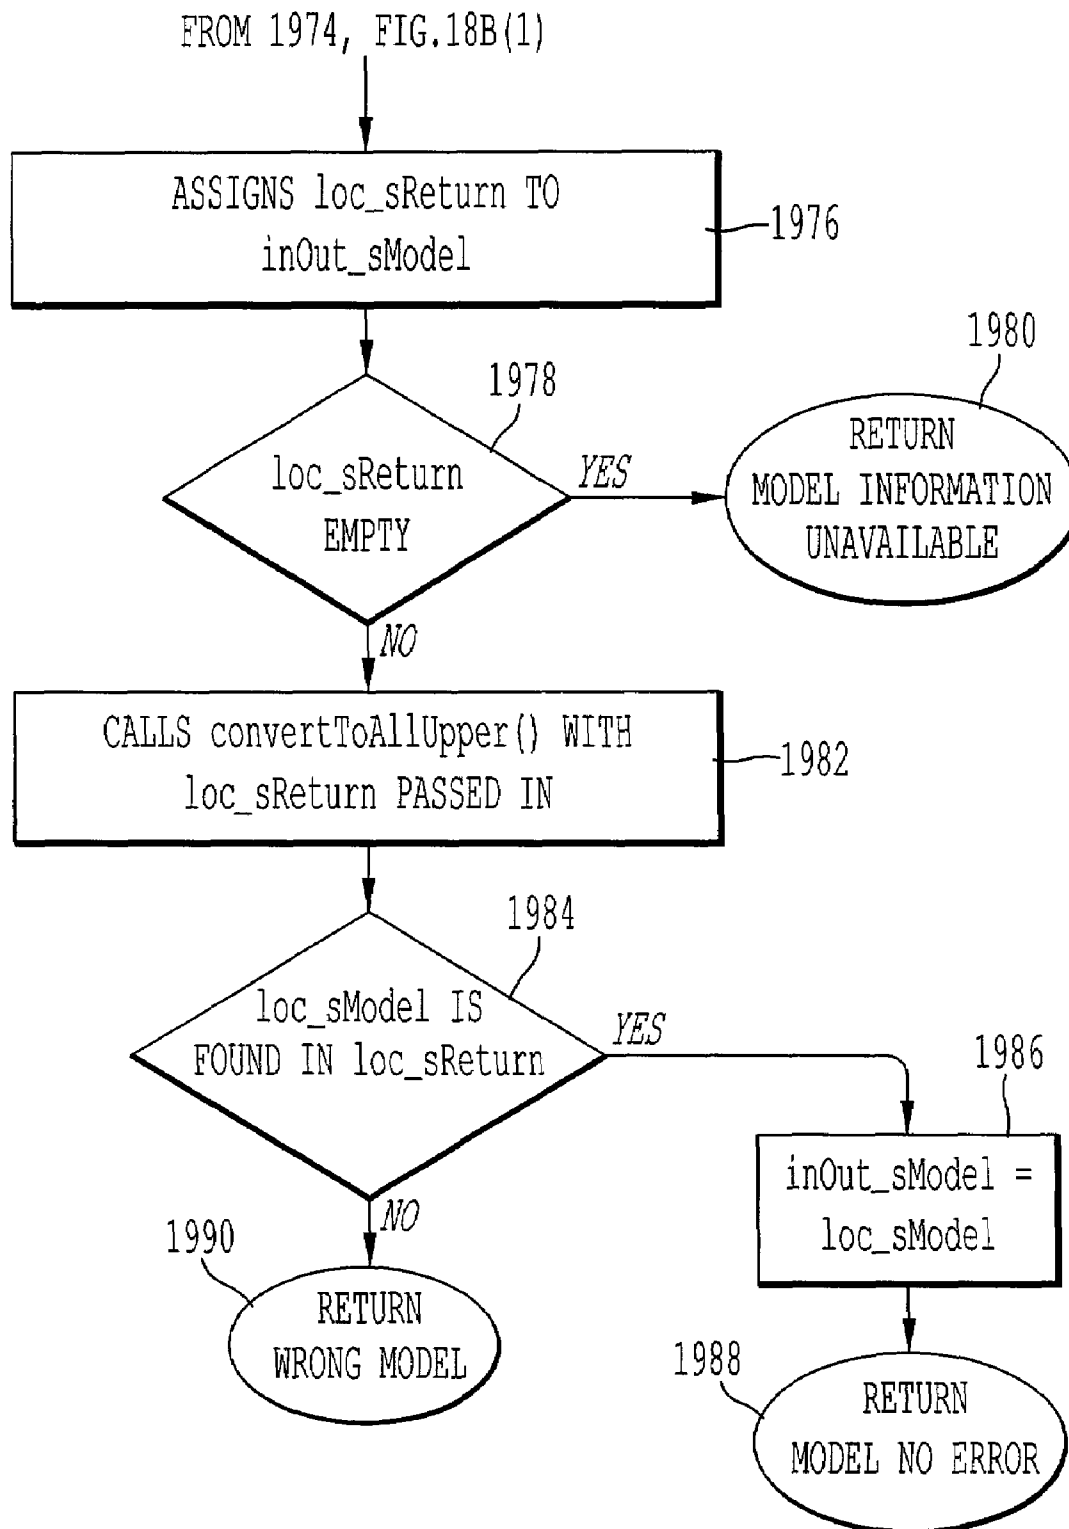 FROM 1974, FIG.18B(1)
ASSIGNS loc_sReturn TO
inOut_sModel
1976
1978
loc_sReturn
EMPTY
YES
1980
RETURN
MODEL INFORMATION
UNAVAILABLE
NO
CALLS convertToAllUpper() WITH
loc_sReturn PASSED IN
1982
1984
loc_sModel IS
FOUND IN loc_sReturn
YES
1986
inOut_sModel =
loc_sModel
NO
1990
RETURN
WRONG MODEL
1988
RETURN
MODEL NO ERROR